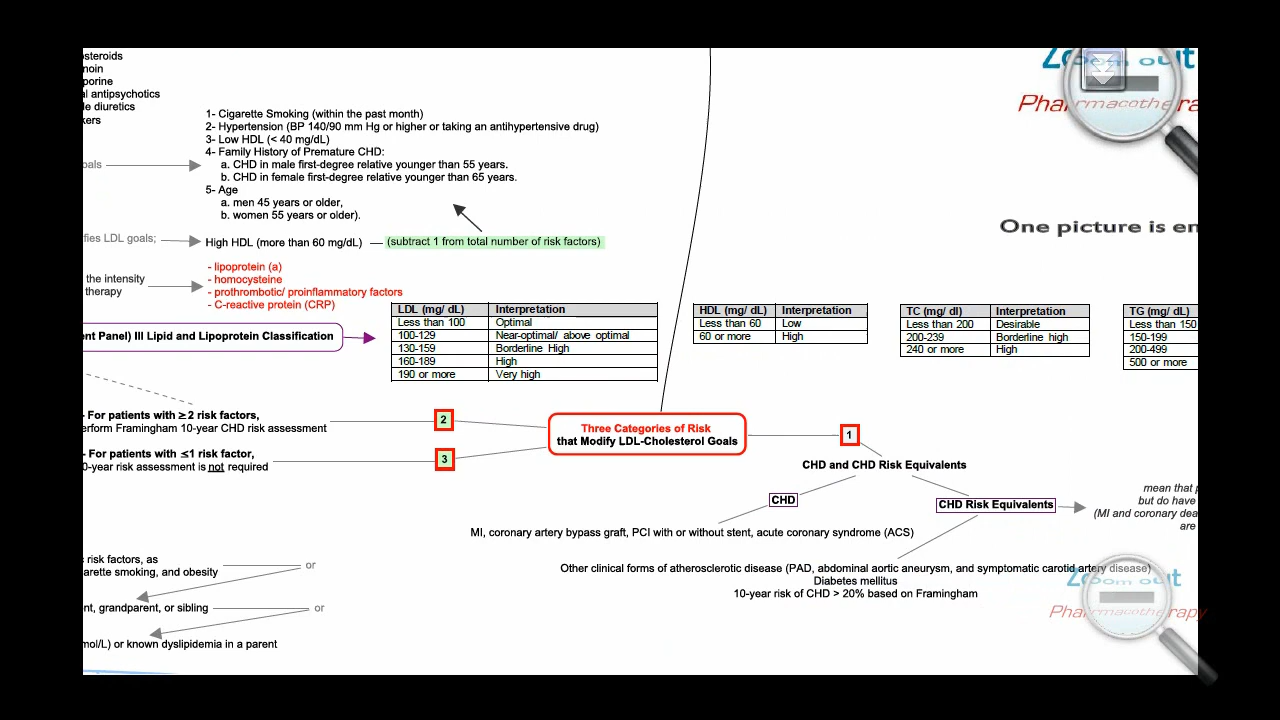 steroids
noin
porine
al antipsychotics
le diuretics
kers
1- Cigarette Smoking (within the past month)
2- Hypertension (BP 140/90 mm Hg or higher or taking an antihypertensive drug)
3- Low HDL (< 40 mg/dL)
4- Family History of Premature CHD:
a. CHD in male first-degree relative younger than 55 years.
b. CHD in female first-degree relative younger than 65 years.
5- Age
a. men 45 years or older,
b. women 55 years or older).
oals
fies LDL goals;
High HDL (more than 60 mg/dL)
(subtract 1 from total number of risk factors)
the intensity
therapy
- lipoprotein (a)
- homocysteine
- prothrombotic/ proinflammatory factors
- C-reactive protein (CRP)
Zoom out
Pharmacothera
One picture is en
ent Panel) III Lipid and Lipoprotein Classification
LDL (mg/ dL) Interpretation
Less than 100 Optimal
100-129 Near-optimal/ above optimal
130-159 Borderline High
160-189 High
190 or more Very high
HDL (mg/ dL) Interpretation
Less than 60 Low
60 or more High
TC (mg/ dl) Interpretation
Less than 200 Desirable
200-239 Borderline high
240 or more High
TG (mg/ dL)
Less than 150
150-199
200-499
500 or more
- For patients with ≥2 risk factors,
erform Framingham 10-year CHD risk assessment
2
- For patients with ≤1 risk factor,
0-year risk assessment is not required
3
Three Categories of Risk
that Modify LDL-Cholesterol Goals
1
CHD and CHD Risk Equivalents
CHD
MI, coronary artery bypass graft, PCI with or without stent, acute coronary syndrome (ACS)
CHD Risk Equivalents
mean that p
but do have
(MI and coronary dea
are
Other clinical forms of atherosclerotic disease (PAD, abdominal aortic aneurysm, and symptomatic carotid artery disease)
Diabetes mellitus
10-year risk of CHD > 20% based on Framingham
risk factors, as
arette smoking, and obesity
or
nt, grandparent, or sibling
or
mol/L) or known dyslipidemia in a parent
Zoom out
Pharmacotherapy